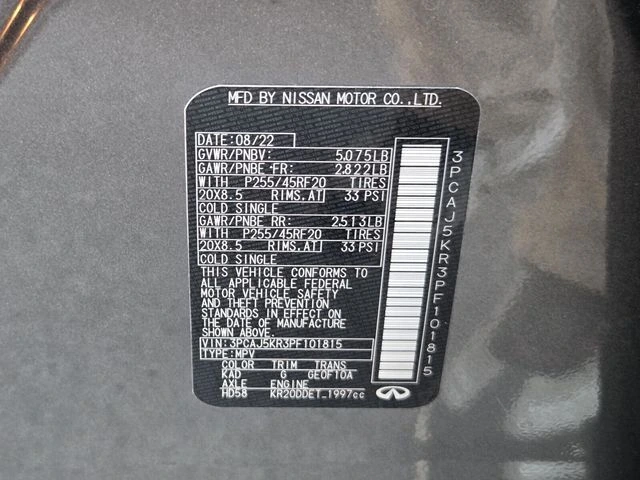 MFD BY NISSAN MOTOR CO.,LTD.
DATE:08/22
GVWR/PNBV: 5,075LB
GAWR/PNBE FR: 2,822LB
WITH P255/45RF20 TIRES
20X8.5 RIMS.AT 33 PSI
COLD SINGLE
GAWR/PNBE RR: 2,513LB
WITH P255/45RF20 TIRES
20X8.5 RIMS.AT 33 PSI
COLD SINGLE
THIS VEHICLE CONFORMS TO
ALL APPLICABLE FEDERAL
MOTOR VEHICLE SAFETY
AND THEFT PREVENTION
STANDARDS IN EFFECT ON
THE DATE OF MANUFACTURE
SHOWN ABOVE.
VIN: 3PCAJ5KR3PF101815
TYPE: MPV
COLOR TRIM TRANS
KAD G GE0FT0A
AXLE ENGINE
HD58 KR20DDET_1997cc
3PCAJ5KR3PF101815